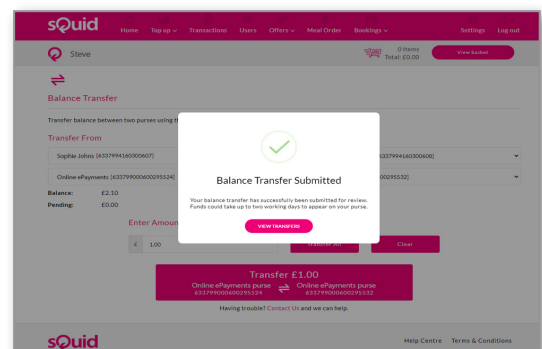 sQuid
Home Top up Transactions Users Offers Meal Order Bookings Settings Log out
Steve 0 Items View basket
Total: £0.00
Balance Transfer
Transfer balance between two purses using th
Transfer From
Sophie Johns [6337994160300607] 6337994160300608]
Online ePayments [633799000600295524] 00295532]
Balance: £2.10
Pending: £0.00
Balance Transfer Submitted
Your balance transfer has successfully been submitted for review.
Funds could take up to two working days to appear on your purse.
VIEW TRANSFERS
Enter Amoun
£ 1.00 Transfer All Clear
Transfer £1.00
Online ePayments purse Online ePayments purse
633799000600295524 633799000600295532
Having trouble? Contact Us and we can help.
sQuid Help Centre Terms & Conditions